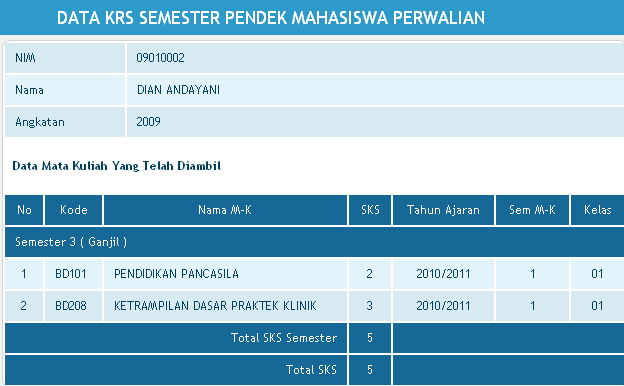 DATA KRS SEMESTER PENDEK MAHASISWA PERWALIAN
NIM 09010002
Nama DIAN ANDAYANI
Angkatan 2009
Data Mata Kuliah Yang Telah Diambil
No Kode Nama M-K SKS Tahun Ajaran Sem M-K Kelas
Semester 3 ( Ganjil )
1 BD101 PENDIDIKAN PANCASILA 2 2010/2011 1 01
2 BD208 KETRAMPILAN DASAR PRAKTEK KLINIK 3 2010/2011 1 01
Total SKS Semester 5
Total SKS 5